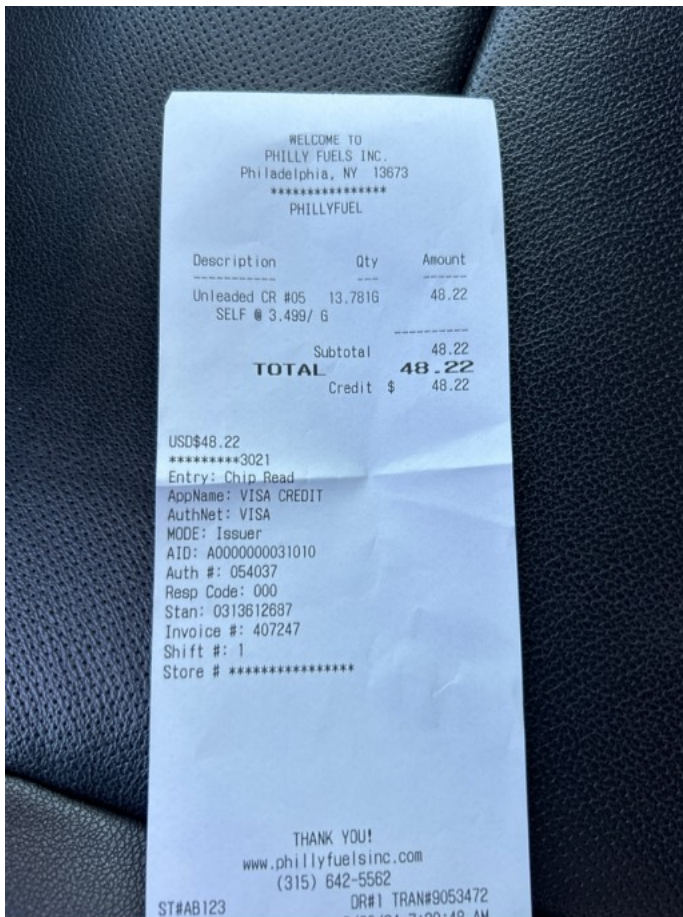 WELCOME TO
PHILLY FUELS INC.
Philadelphia, NY 13673
****************
PHILLYFUEL
Description Qty Amount
----------- --- ------
Unleaded CR #05 13.781G 48.22
SELF @ 3.499/ G
----------
Subtotal 48.22
TOTAL 48.22
Credit $ 48.22
USD$48.22
*********3021
Entry: Chip Read
AppName: VISA CREDIT
AuthNet: VISA
MODE: Issuer
AID: A0000000031010
Auth #: 054037
Resp Code: 000
Stan: 0313612687
Invoice #: 407247
Shift #: 1
Store # ****************
THANK YOU!
www.phillyfuelsinc.com
(315) 642-5562
ST#AB123 DR#1 TRAN#9053472
AM